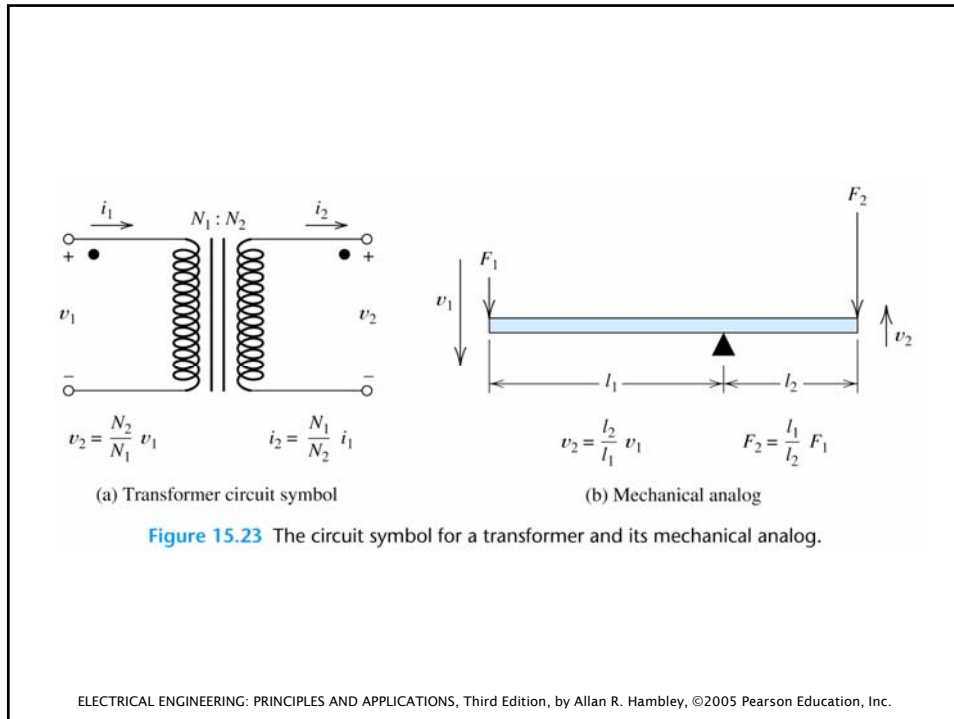 i₁
N₁ : N₂
i₂
+
+
v₁
v₂
–
–
v₂ = N₂/N₁ v₁
i₂ = N₁/N₂ i₁
(a) Transformer circuit symbol
F₂
F₁
v₁
v₂
l₁
l₂
v₂ = l₂/l₁ v₁
F₂ = l₁/l₂ F₁
(b) Mechanical analog
Figure 15.23 The circuit symbol for a transformer and its mechanical analog.
ELECTRICAL ENGINEERING: PRINCIPLES AND APPLICATIONS, Third Edition, by Allan R. Hambley, ©2005 Pearson Education, Inc.